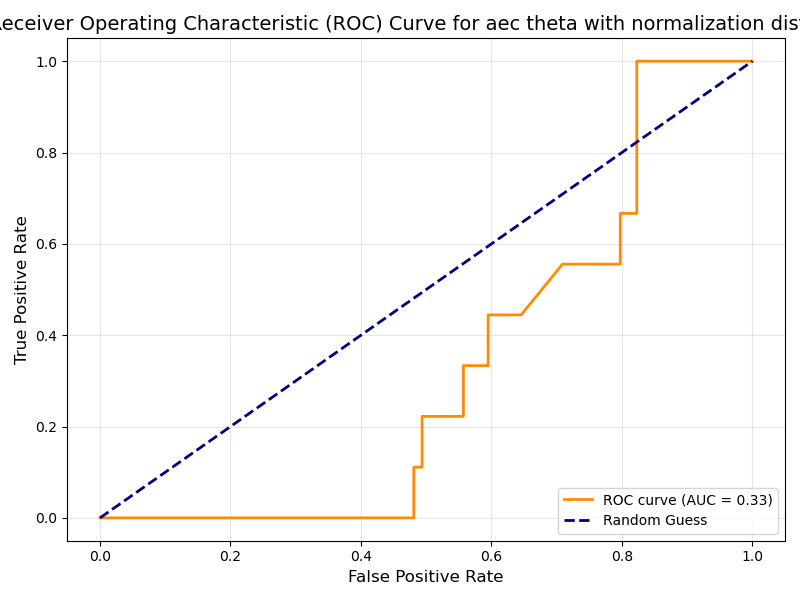 eceiver Operating Characteristic (ROC) Curve for aec theta with normalization dis
1.0
0.8
0.6
0.4
0.2
0.0
True Positive Rate
0.0 0.2 0.4 0.6 0.8 1.0
False Positive Rate
ROC curve (AUC = 0.33)
Random Guess